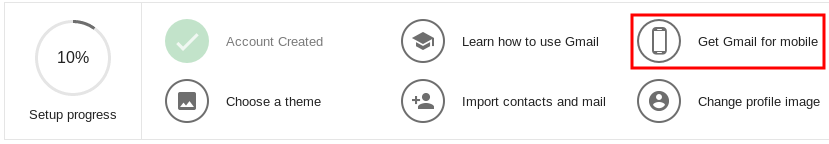 10%
Setup progress
Account Created
Learn how to use Gmail
Get Gmail for mobile
Choose a theme
Import contacts and mail
Change profile image